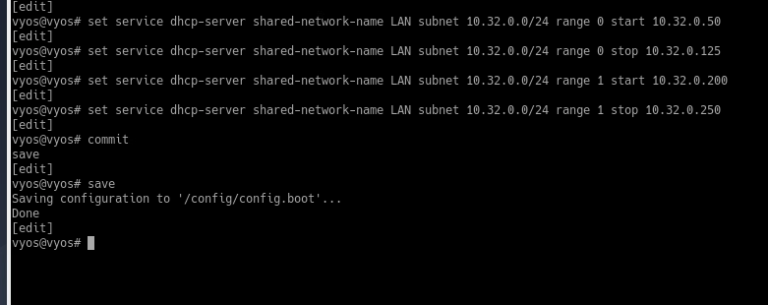 [edit]
vyos@vyos# set service dhcp-server shared-network-name LAN subnet 10.32.0.0/24 range 0 start 10.32.0.50
[edit]
vyos@vyos# set service dhcp-server shared-network-name LAN subnet 10.32.0.0/24 range 0 stop 10.32.0.125
[edit]
vyos@vyos# set service dhcp-server shared-network-name LAN subnet 10.32.0.0/24 range 1 start 10.32.0.200
[edit]
vyos@vyos# set service dhcp-server shared-network-name LAN subnet 10.32.0.0/24 range 1 stop 10.32.0.250
[edit]
vyos@vyos# commit
save
[edit]
vyos@vyos# save
Saving configuration to '/config/config.boot'...
Done
[edit]
vyos@vyos#